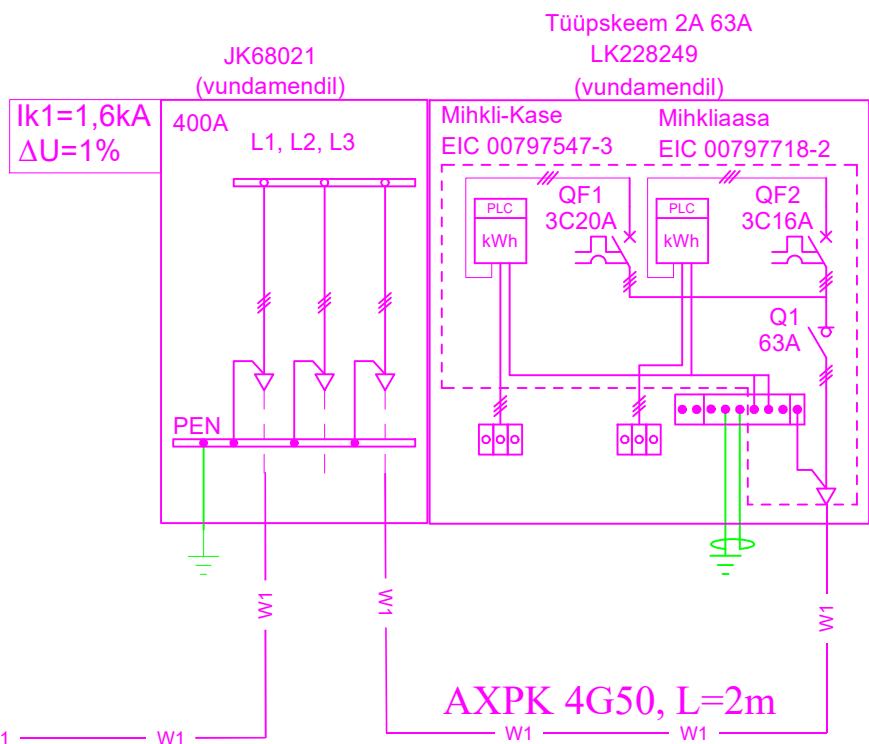 Tüüpskeem 2A 63A
JK68021
LK228249
(vundamendil)
(vundamendil)
Ik1=1,6kA
ΔU=1%
400A
L1, L2, L3
PEN
Mihkli-Kase
EIC 00797547-3
Mihkliaasa
EIC 00797718-2
PLC
kWh
QF1
3C20A
PLC
kWh
QF2
3C16A
Q1
63A
W1
W1
W1
AXPK 4G50, L=2m
1
W1
W1
W1